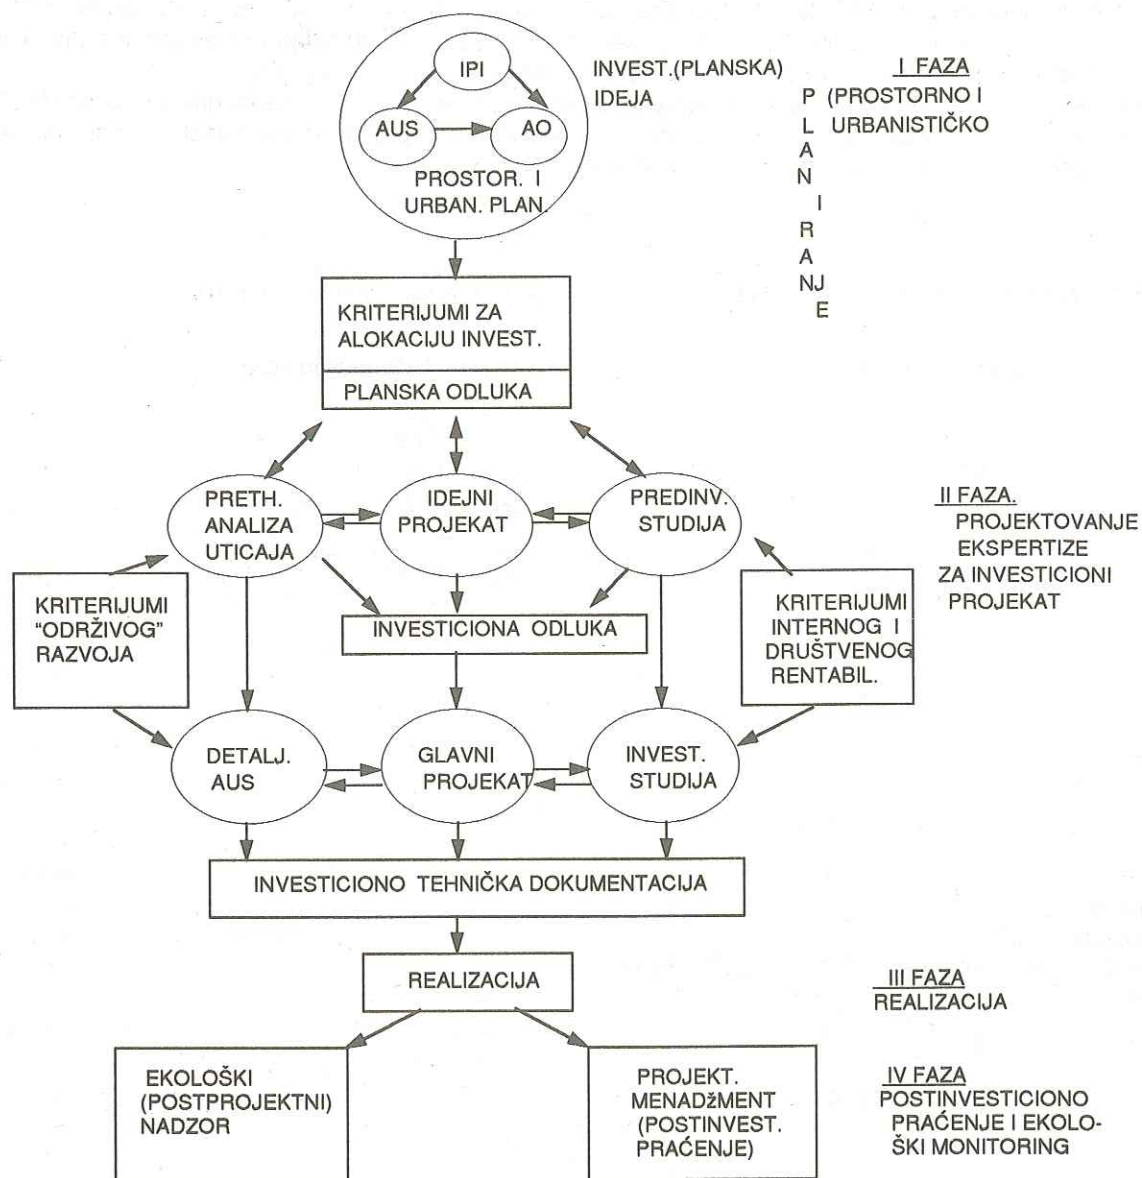 IPI
AUS
AO
PROSTOR. I
URBAN. PLAN.
INVEST.(PLANSKA)
IDEJA
I FAZA
(PROSTORNO I
URBANISTIČKO
P
L
A
N
I
R
A
NJ
E
KRITERIJUMI ZA
ALOKACIJU INVEST.
PLANSKA ODLUKA
PRETH.
ANALIZA
UTICAJA
IDEJNI
PROJEKAT
PREDINV.
STUDIJA
II FAZA.
PROJEKTOVANJE
EKSPERTIZE
ZA INVESTICIONI
PROJEKAT
KRITERIJUMI
"ODRŽIVOG"
RAZVOJA
INVESTICIONA ODLUKA
KRITERIJUMI
INTERNOG I
DRUŠTVENOG
RENTABIL.
DETALJ.
AUS
GLAVNI
PROJEKAT
INVEST.
STUDIJA
INVESTICIONO TEHNIČKA DOKUMENTACIJA
REALIZACIJA
III FAZA
REALIZACIJA
EKOLOŠKI
(POSTPROJEKTNI)
NADZOR
PROJEKT.
MENADŽMENT
(POSTINVEST.
PRAĆENJE)
IV FAZA
POSTINVESTICIONO
PRAĆENJE I EKOLO-
ŠKI MONITORING